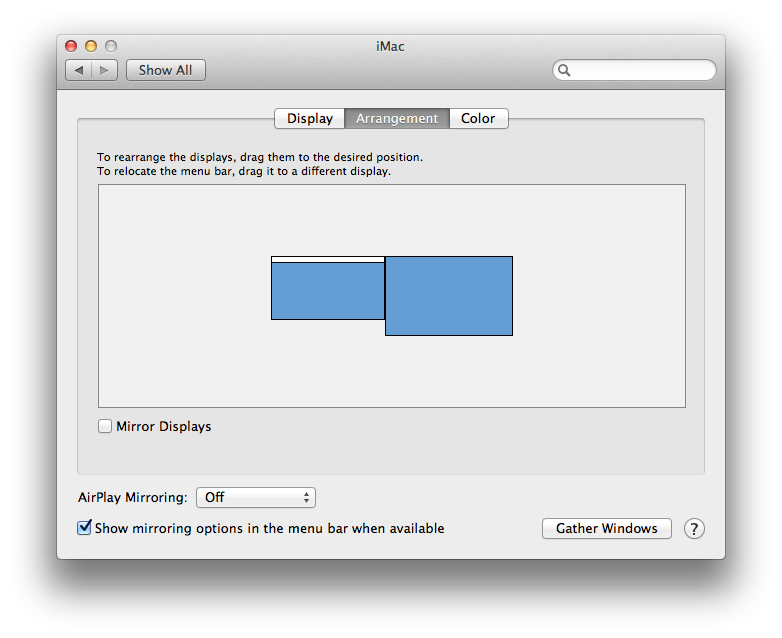 iMac
Show All
Display
Arrangement
Color
To rearrange the displays, drag them to the desired position.
To relocate the menu bar, drag it to a different display.
Mirror Displays
AirPlay Mirroring:
Off
Show mirroring options in the menu bar when available
Gather Windows
?